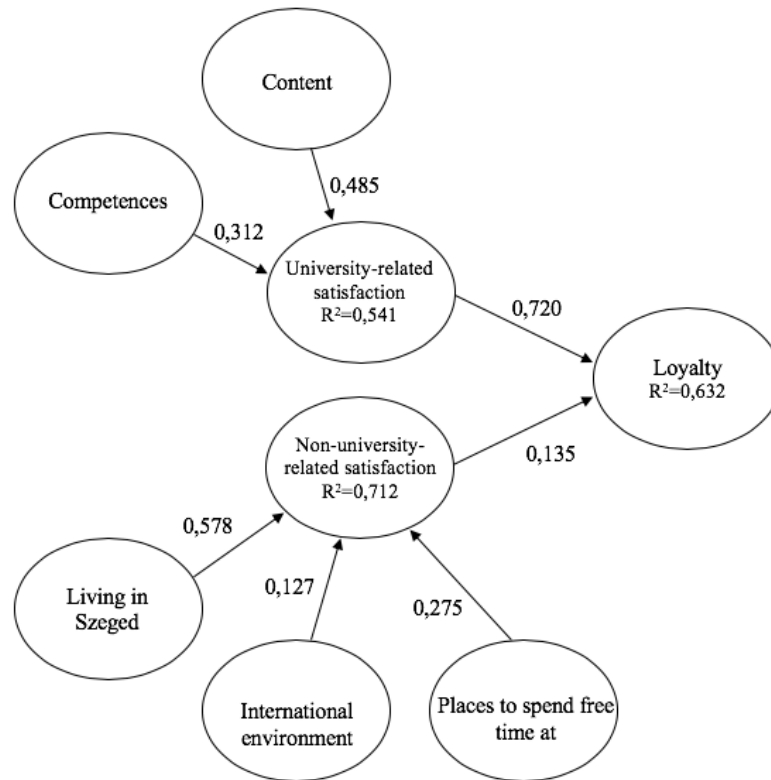 Content
0,485
Competences
0,312
University-related
satisfaction
R²=0,541
0,720
Loyalty
R²=0,632
Non-university-
related satisfaction
R²=0,712
0,135
0,578
Living in
Szeged
0,127
0,275
International
environment
Places to spend free
time at